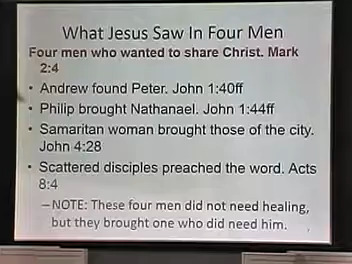 What Jesus Saw In Four Men
Four men who wanted to share Christ. Mark
2:4
• Andrew found Peter. John 1:40ff
• Philip brought Nathanael. John 1:44ff
• Samaritan woman brought those of the city.
John 4:28
• Scattered disciples preached the word. Acts
8:4
– NOTE: These four men did not need healing,
but they brought one who did need him.